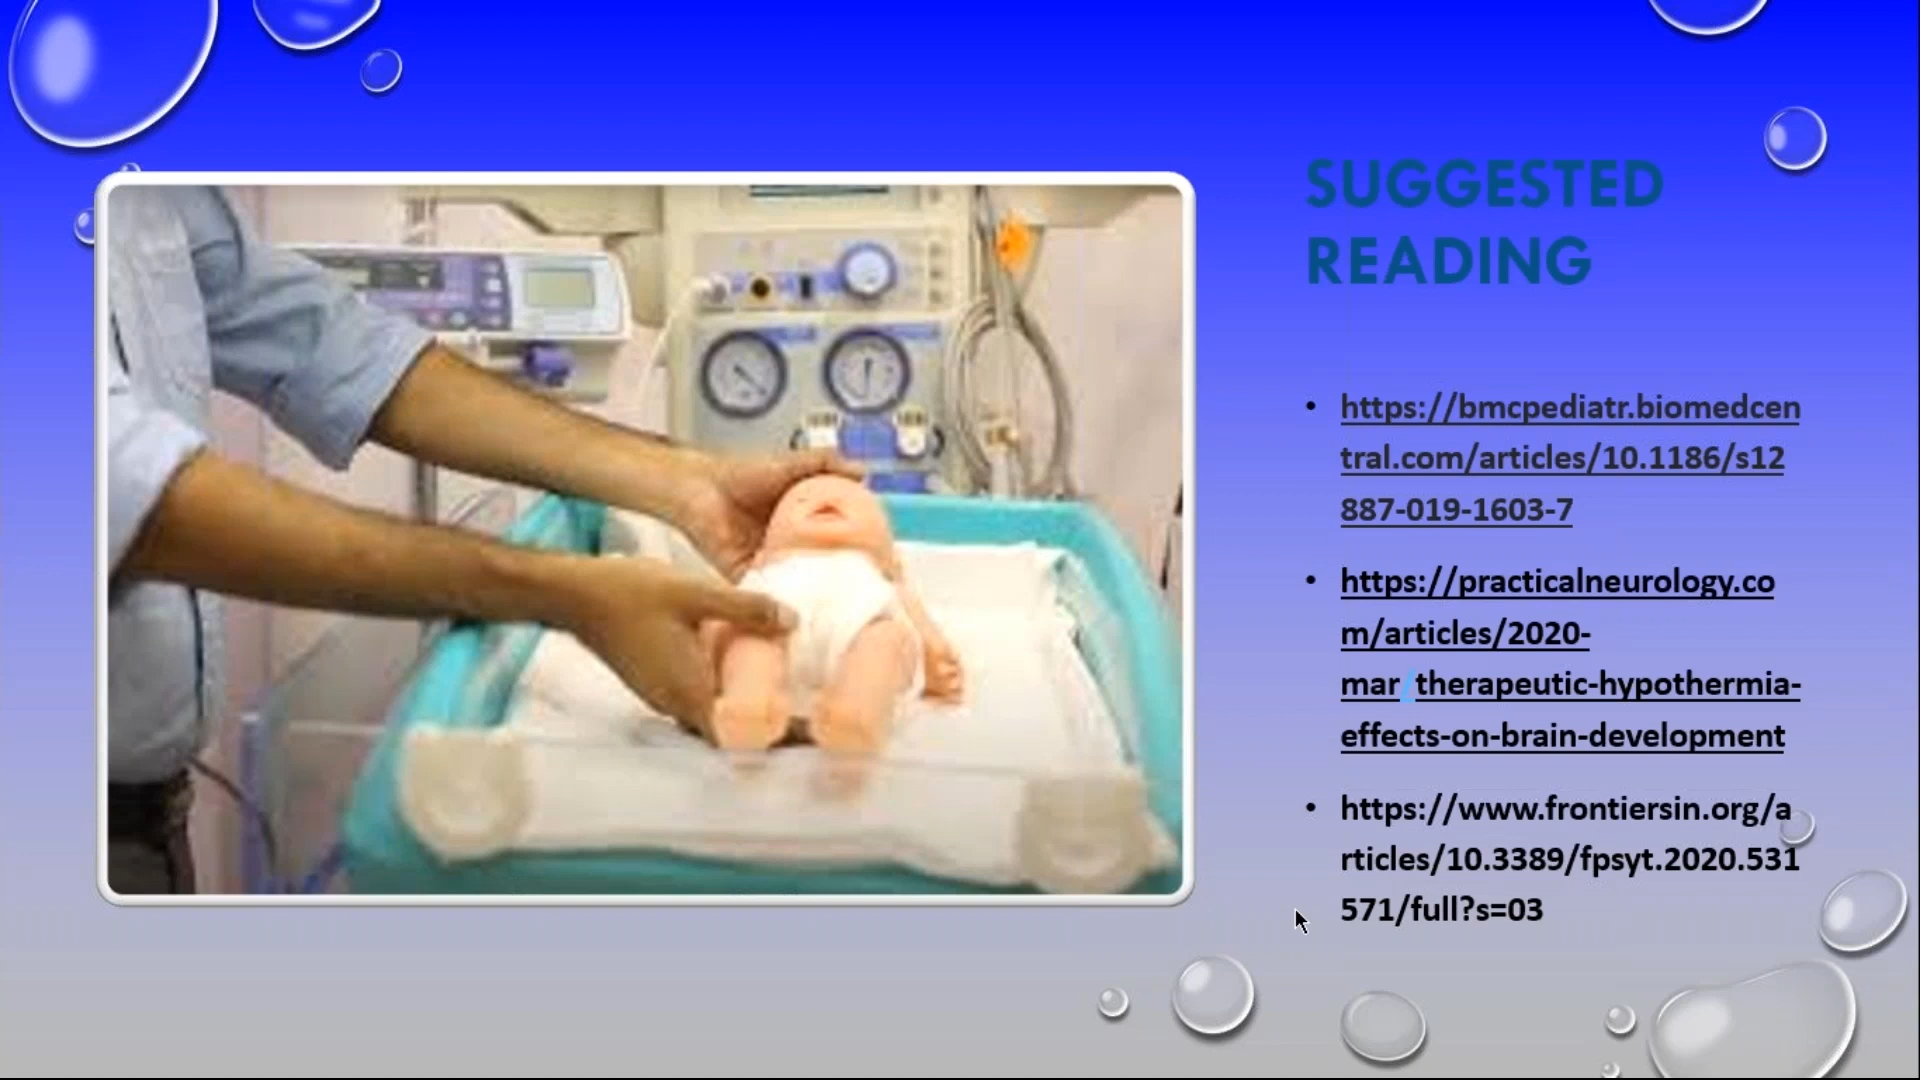 SUGGESTED
READING
• https://bmcpediatr.biomedcen
tral.com/articles/10.1186/s12
887-019-1603-7
• https://practicalneurology.co
m/articles/2020-
mar/therapeutic-hypothermia-
effects-on-brain-development
• https://www.frontiersin.org/a
rticles/10.3389/fpsyt.2020.531
571/full?s=03